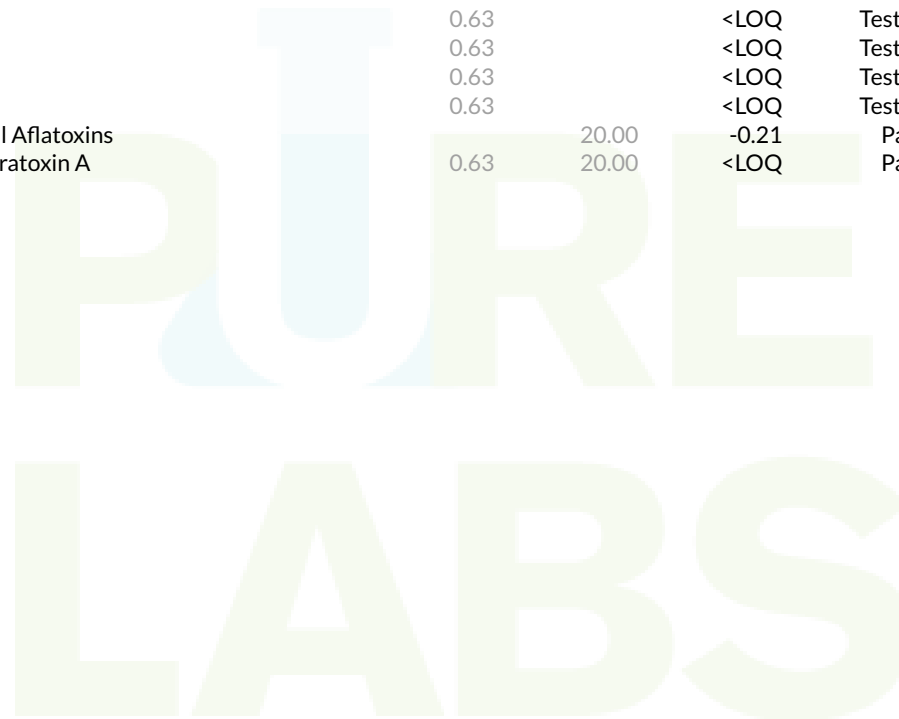 0.63 <LOQ Test
0.63 <LOQ Test
0.63 <LOQ Test
0.63 <LOQ Test
l Aflatoxins 20.00 -0.21 Pa
ratoxin A 0.63 20.00 <LOQ Pa
PURE
LABS